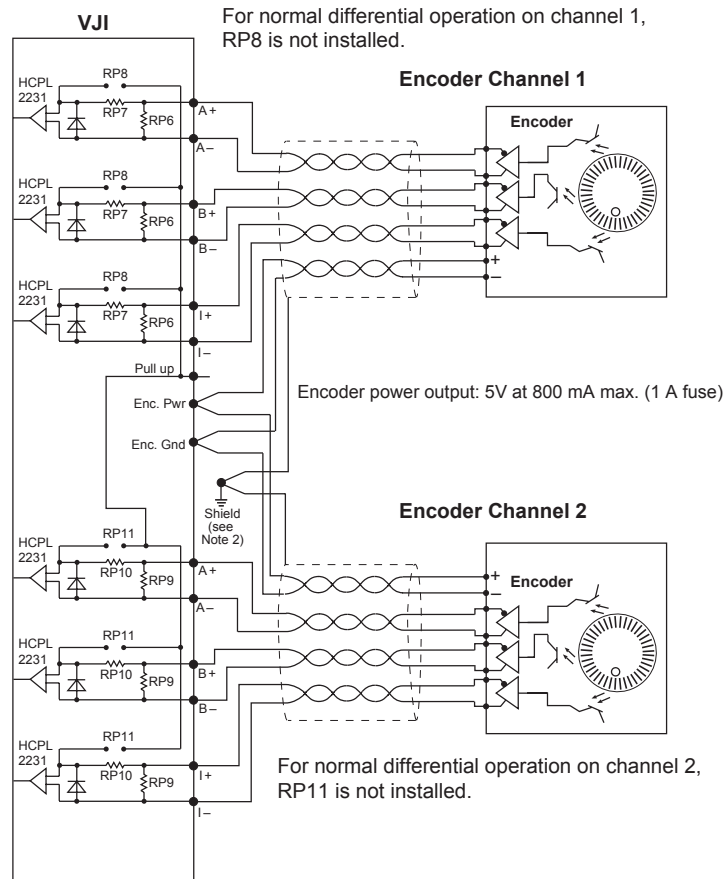 For normal differential operation on channel 1,
RP8 is not installed.
VJI
Encoder Channel 1
HCPL
2231
RP8
RP7
RP6
A+
A–
Encoder
HCPL
2231
RP8
RP7
RP6
B+
B–
HCPL
2231
RP8
RP7
RP6
I+
I–
+
–
Pull up
Enc. Pwr
Encoder power output: 5V at 800 mA max. (1 A fuse)
Enc. Gnd
Shield
(see
Note 2)
Encoder Channel 2
HCPL
2231
RP11
RP10
RP9
A+
A–
+
–
Encoder
HCPL
2231
RP11
RP10
RP9
B+
B–
HCPL
2231
RP11
RP10
RP9
I+
I–
For normal differential operation on channel 2,
RP11 is not installed.